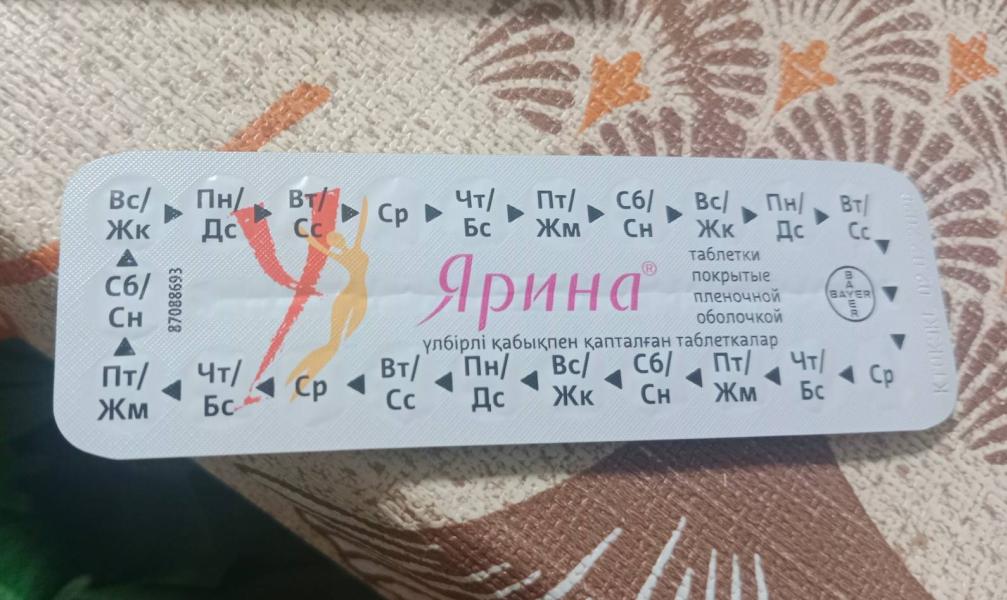 Вс/ Пн/ Вт/ Ср Чт/ Пт/ Сб/ Вс/ Пн/ Вт/
Жк Дс Сс Бс Жм Сн Жк Дс Сс
Сб/
Сн
87088693
Ярина®
таблетки
покрытые
пленочной
оболочкой
BAYER
BAYER
үлбірлі қабықпен қапталған таблеткалар
Пт/ Чт/ Ср Вт/ Пн/ Вс/ Сб/ Пт/ Чт/ Ср
Жм Бс Сс Дс Жк Сн Жм Бс